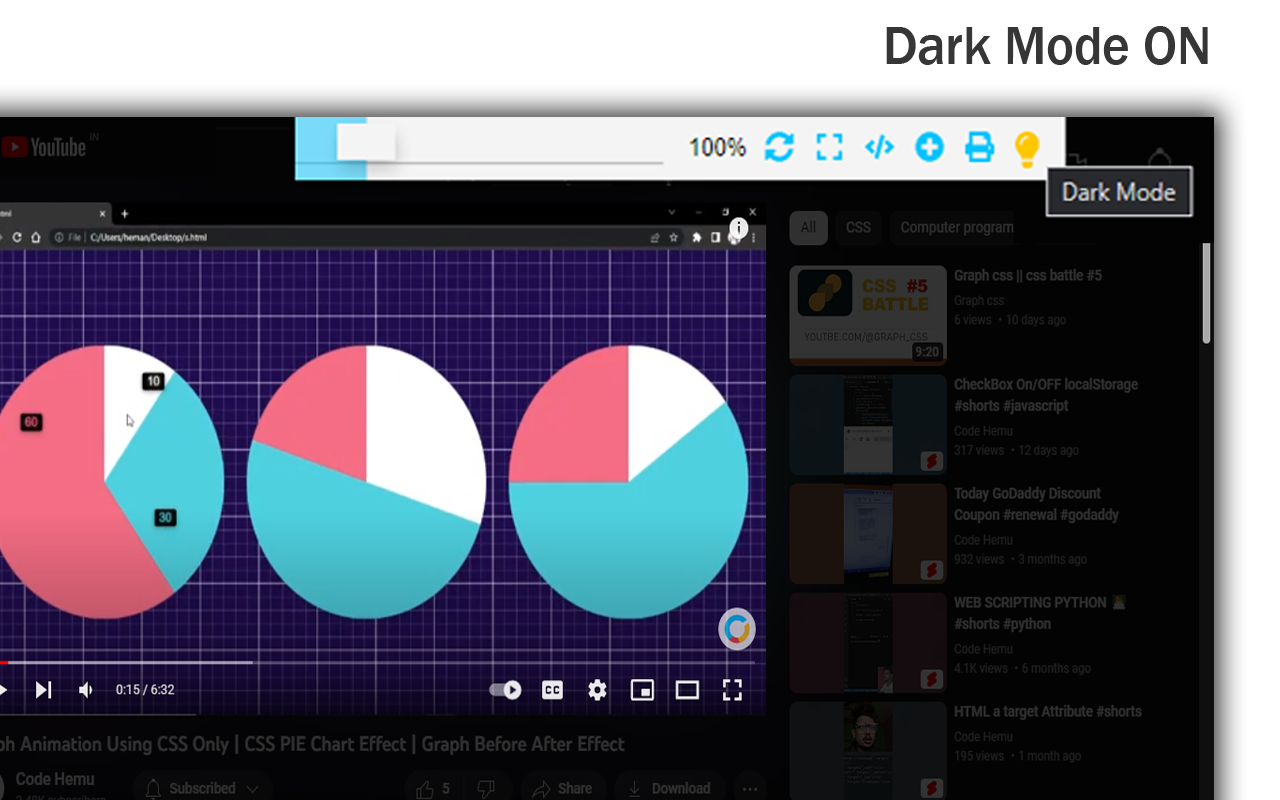 Dark Mode ON
YouTube IN
100%
Dark Mode
File C:/Users/heman/Desktop/s.html
All CSS Computer program
10
60
30
Graph css || css battle #5
Graph css
6 views • 10 days ago
CSS #5
BATTLE
YOUTBE.COM/@GRAPH_CSS
9:20
CheckBox On/OFF localStorage
#shorts #javascript
Code Hemu
317 views • 12 days ago
Today GoDaddy Discount
Coupon #renewal #godaddy
Code Hemu
932 views • 3 months ago
WEB SCRIPTING PYTHON
#shorts #python
Code Hemu
4.1K views • 6 months ago
HTML a target Attribute #shorts
Code Hemu
195 views • 1 month ago
0:15 / 6:32
CC
ph Animation Using CSS Only | CSS PIE Chart Effect | Graph Before After Effect
Code Hemu
Subscribed
5
Share
Download